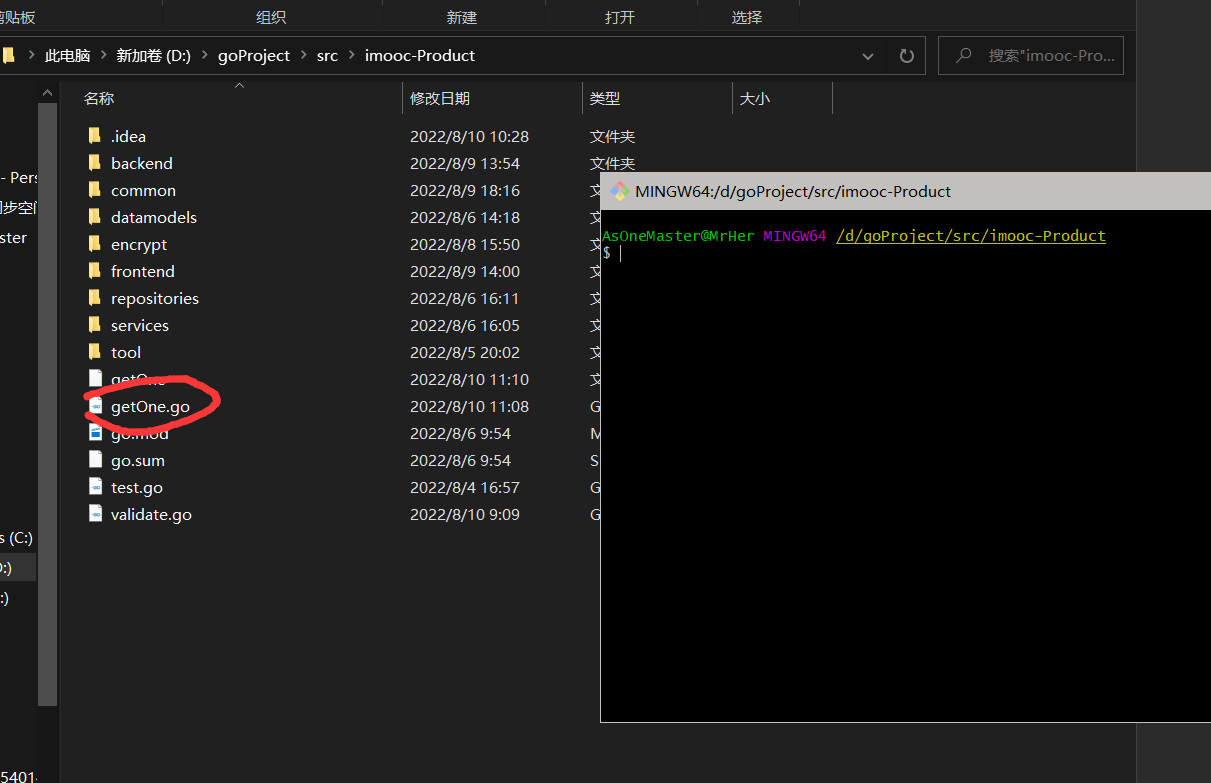 剪贴板 组织 新建 打开 选择
此电脑 新加卷 (D:) goProject src imooc-Product 搜索"imooc-Pro...
名称 修改日期 类型 大小
.idea 2022/8/10 10:28 文件夹
backend 2022/8/9 13:54 文件夹
common 2022/8/9 18:16
datamodels 2022/8/6 14:18
encrypt 2022/8/8 15:50
frontend 2022/8/9 14:00
repositories 2022/8/6 16:11
services 2022/8/6 16:05
tool 2022/8/5 20:02
getOne 2022/8/10 11:10
getOne.go 2022/8/10 11:08 G
go.mod 2022/8/6 9:54 M
go.sum 2022/8/6 9:54 S
test.go 2022/8/4 16:57 G
validate.go 2022/8/10 9:09 G
- Pers
同步空间
ster
s (C:)
D:)
:)
5401-
MINGW64:/d/goProject/src/imooc-Product
AsOneMaster@MrHer MINGW64 /d/goProject/src/imooc-Product
$